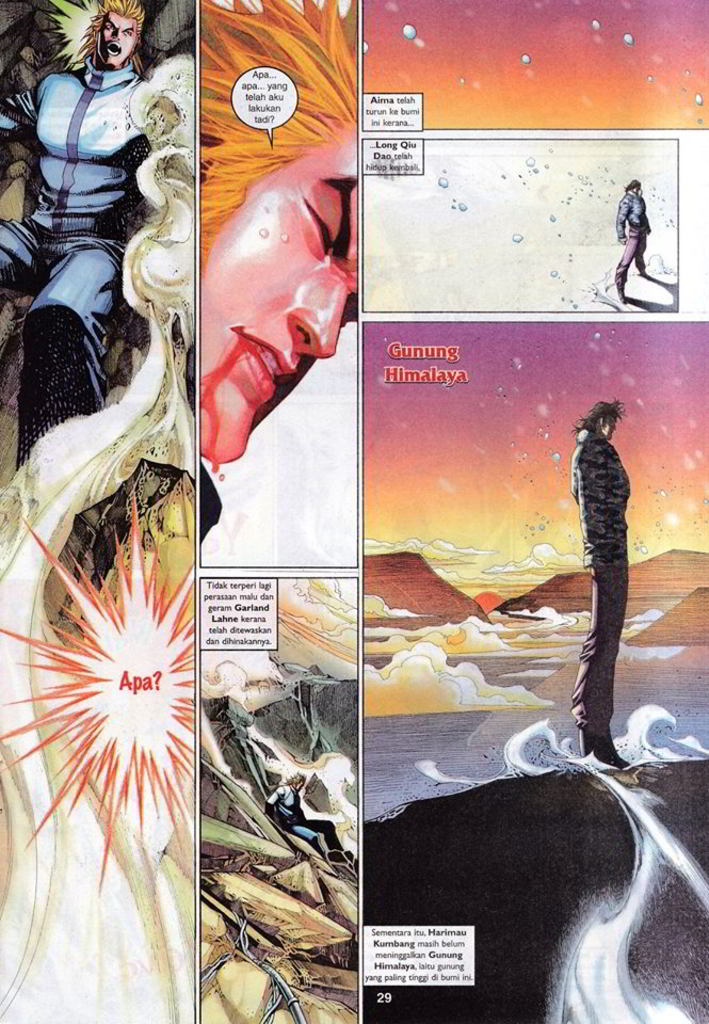 Apa?
Apa...
apa... yang
telah aku
lakukan
tadi?
Tidak terperi lagi
perasaan malu dan
geram Garland
Lahne kerana
telah ditewaskan
dan dihinakannya.
Aima telah
turun ke bumi
ini kerana...
...Long Qiu
Dao telah
hidup kembali.
Gunung
Himalaya
Sementara itu, Harimau
Kumbang masih belum
meninggalkan Gunung
Himalaya, iaitu gunung
yang paling tinggi di bumi ini.
29